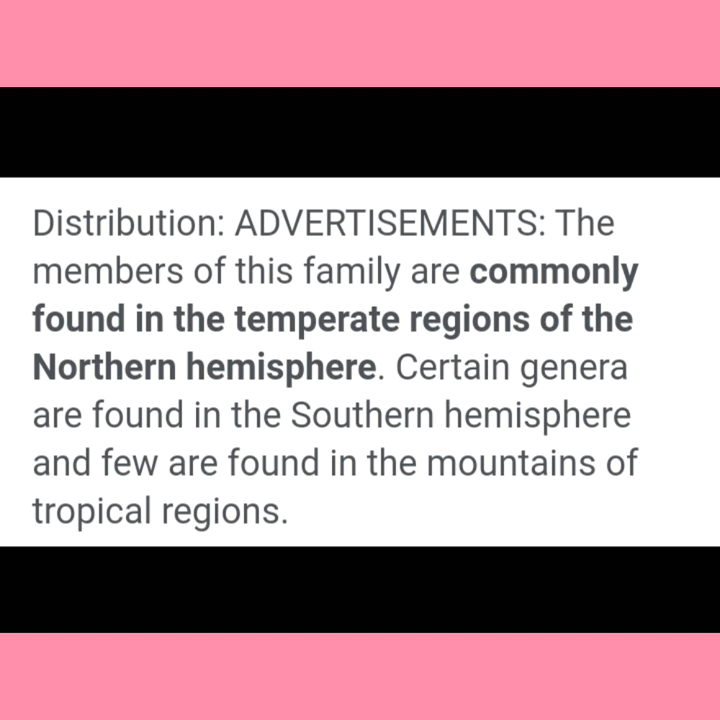 Distribution: ADVERTISEMENTS: The
members of this family are commonly
found in the temperate regions of the
Northern hemisphere. Certain genera
are found in the Southern hemisphere
and few are found in the mountains of
tropical regions.